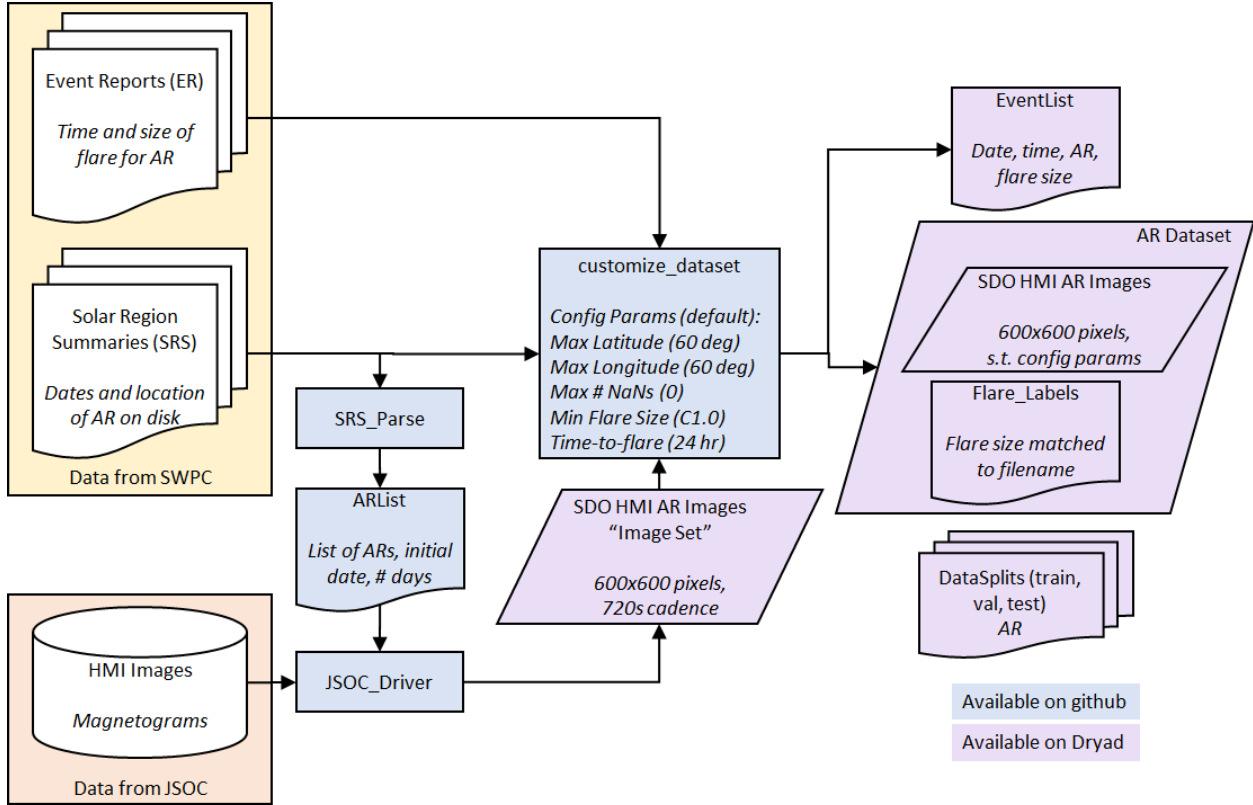 Event Reports (ER)
Time and size of
flare for AR
Solar Region
Summaries (SRS)
Dates and location
of AR on disk
Data from SWPC
HMI Images
Magnetograms
Data from JSOC
SRS_Parse
ARList
List of ARs, initial
date, # days
JSOC_Driver
customize_dataset
Config Params (default):
Max Latitude (60 deg)
Max Longitude (60 deg)
Max # NaNs (0)
Min Flare Size (C1.0)
Time-to-flare (24 hr)
SDO HMI AR Images
“Image Set”
600x600 pixels,
720s cadence
EventList
Date, time, AR,
flare size
AR Dataset
SDO HMI AR Images
600x600 pixels,
s.t. config params
Flare_Labels
Flare size matched
to filename
DataSplits (train,
val, test)
AR
Available on github
Available on Dryad